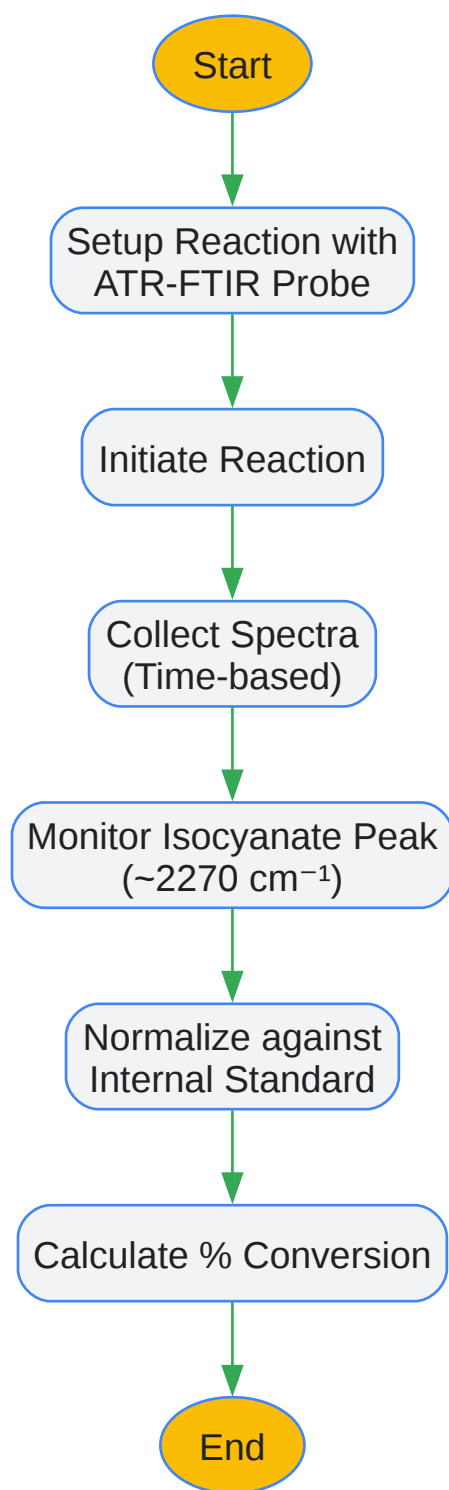 Start
Setup Reaction with
ATR-FTIR Probe
Initiate Reaction
Collect Spectra
(Time-based)
Monitor Isocyanate Peak
(~2270 cm⁻¹)
Normalize against
Internal Standard
Calculate % Conversion
End